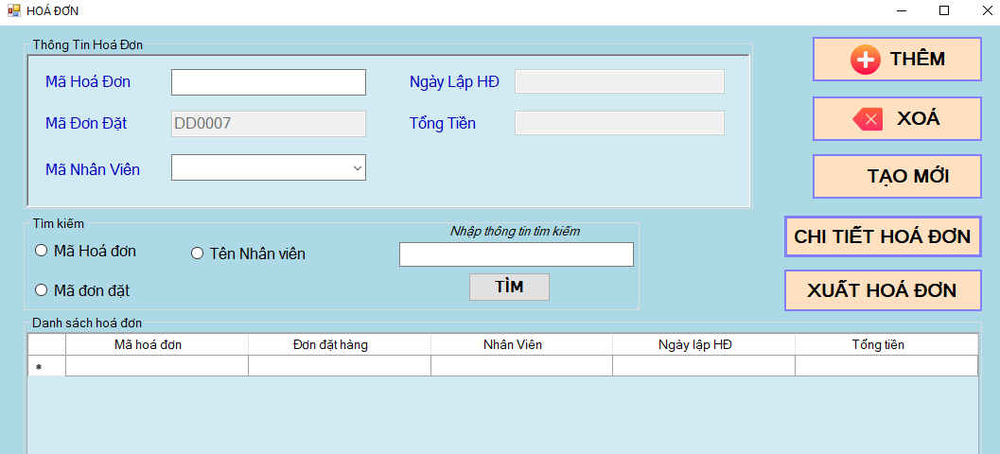 HOÁ ĐƠN
Thông Tin Hoá Đơn
Mã Hoá Đơn
Ngày Lập HĐ
Mã Đơn Đặt
DD0007
Tổng Tiền
Mã Nhân Viên
THÊM
XOÁ
TẠO MỚI
CHI TIẾT HOÁ ĐƠN
XUẤT HOÁ ĐƠN
Tìm kiếm
Mã Hoá đơn
Tên Nhân viên
Mã đơn đặt
Nhập thông tin tìm kiếm
TÌM
Danh sách hoá đơn
Mã hoá đơn
Đơn đặt hàng
Nhân Viên
Ngày lập HĐ
Tổng tiền